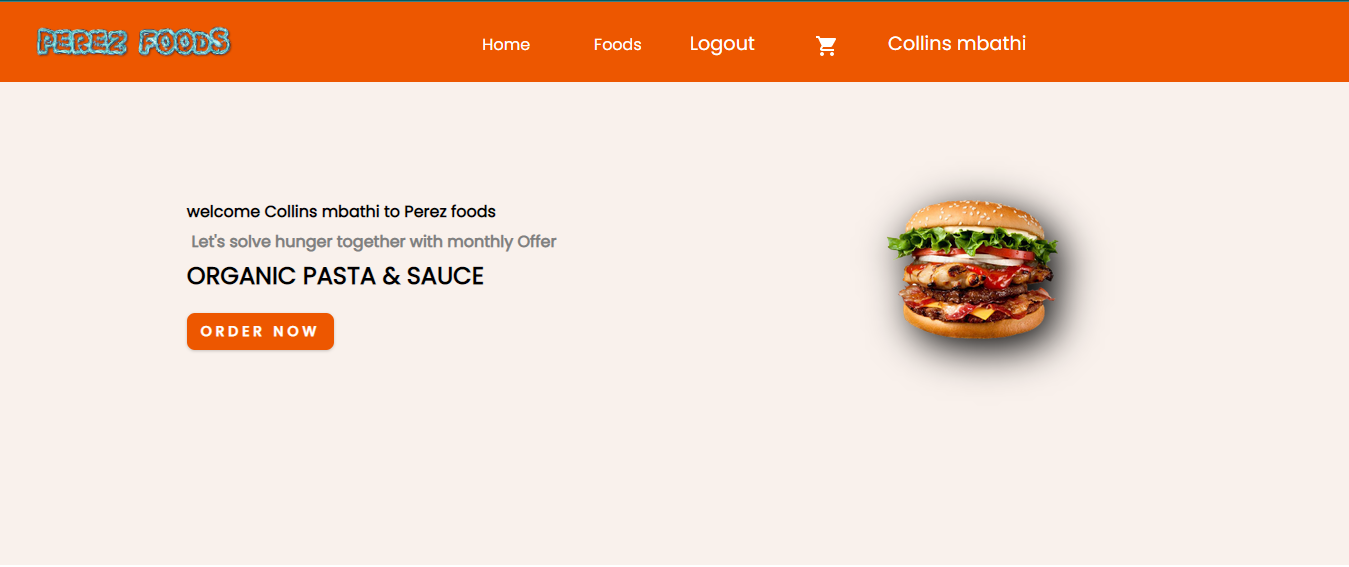 PEREZ FOODS
Home Foods Logout Collins mbathi
welcome Collins mbathi to Perez foods
Let's solve hunger together with monthly Offer
ORGANIC PASTA & SAUCE
ORDER NOW